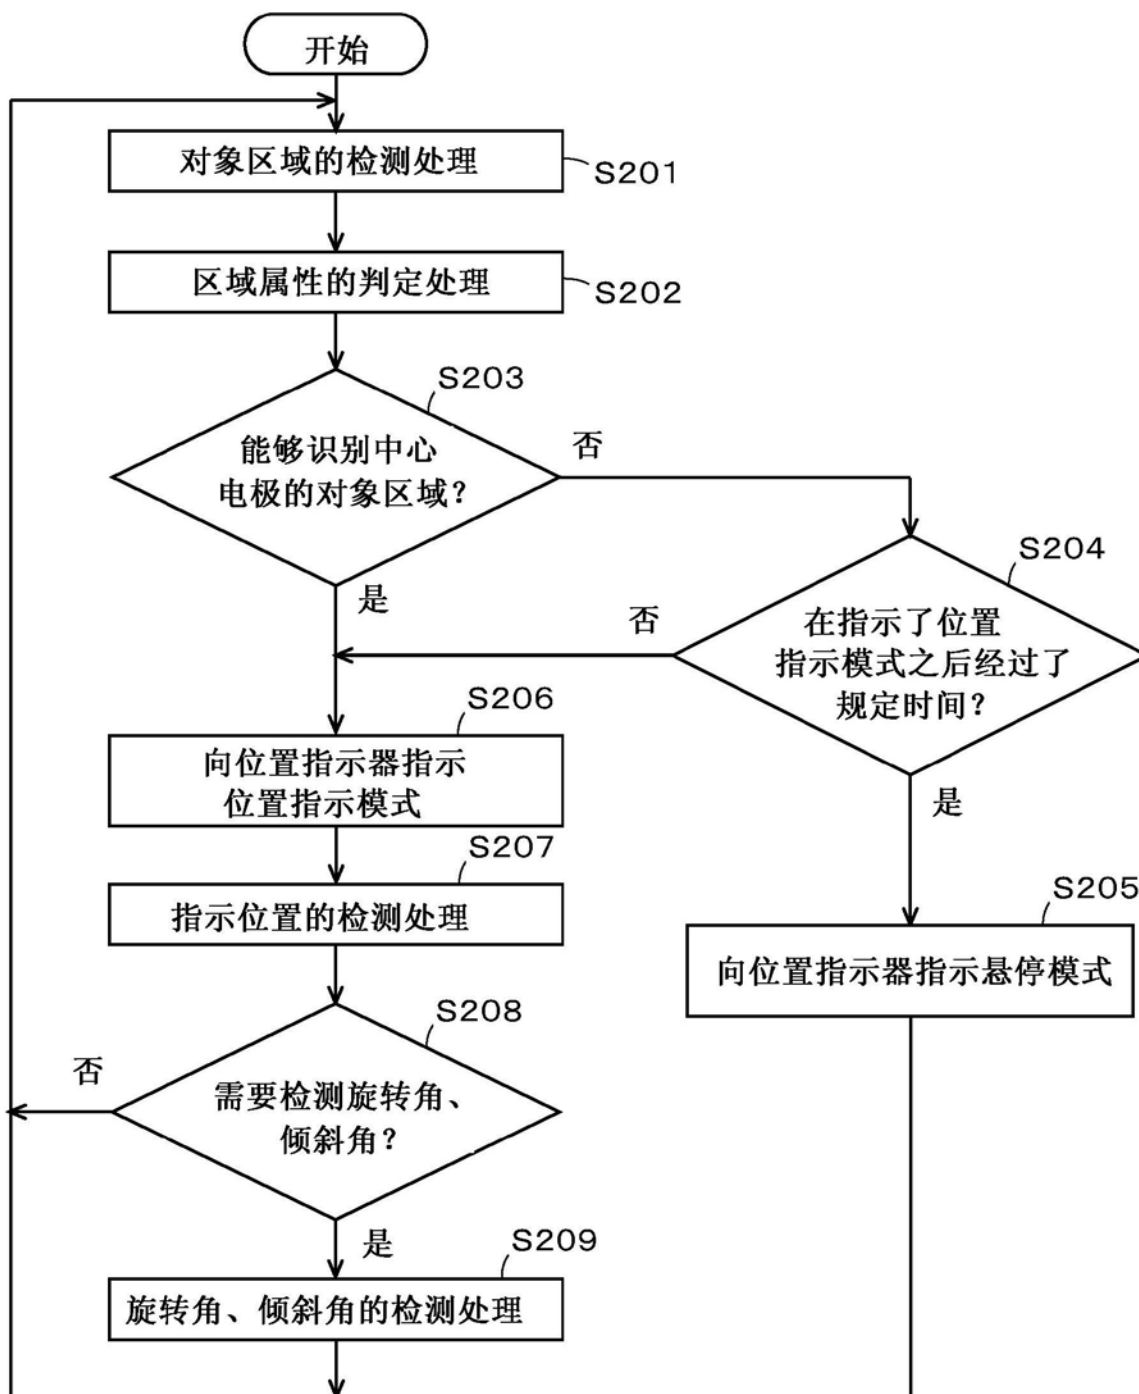 开始
对象区域的检测处理
S201
区域属性的判定处理
S202
S203
能够识别中心
电极的对象区域?
否
是
S204
在指示了位置
指示模式之后经过了
规定时间?
否
是
S205
向位置指示器指示悬停模式
S206
向位置指示器指示
位置指示模式
S207
指示位置的检测处理
S208
需要检测旋转角、
倾斜角?
否
是
S209
旋转角、倾斜角的检测处理